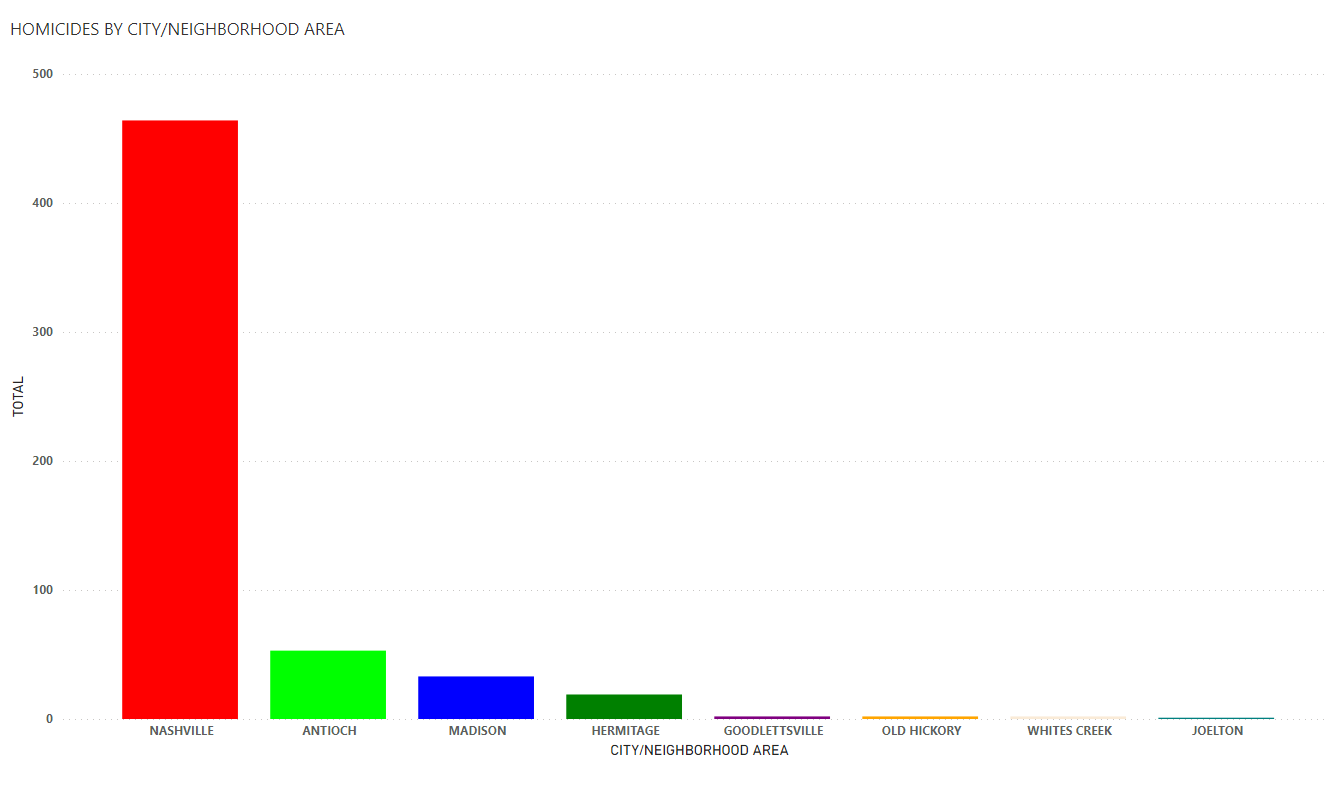 HOMICIDES BY CITY/NEIGHBORHOOD AREA
500
400
300
200
100
0
TOTAL
NASHVILLE ANTIOCH MADISON HERMITAGE GOODLETTSVILLE OLD HICKORY WHITES CREEK JOELTON
CITY/NEIGHBORHOOD AREA